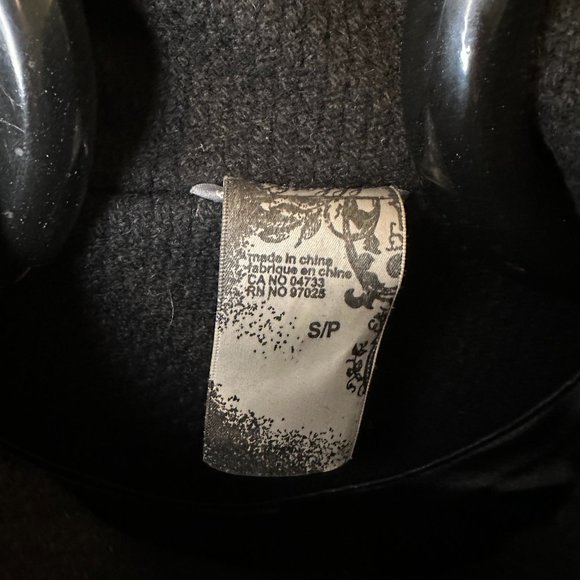 made in china
fabrique en chine
CA NO 04733
RN NO 97025
S/P